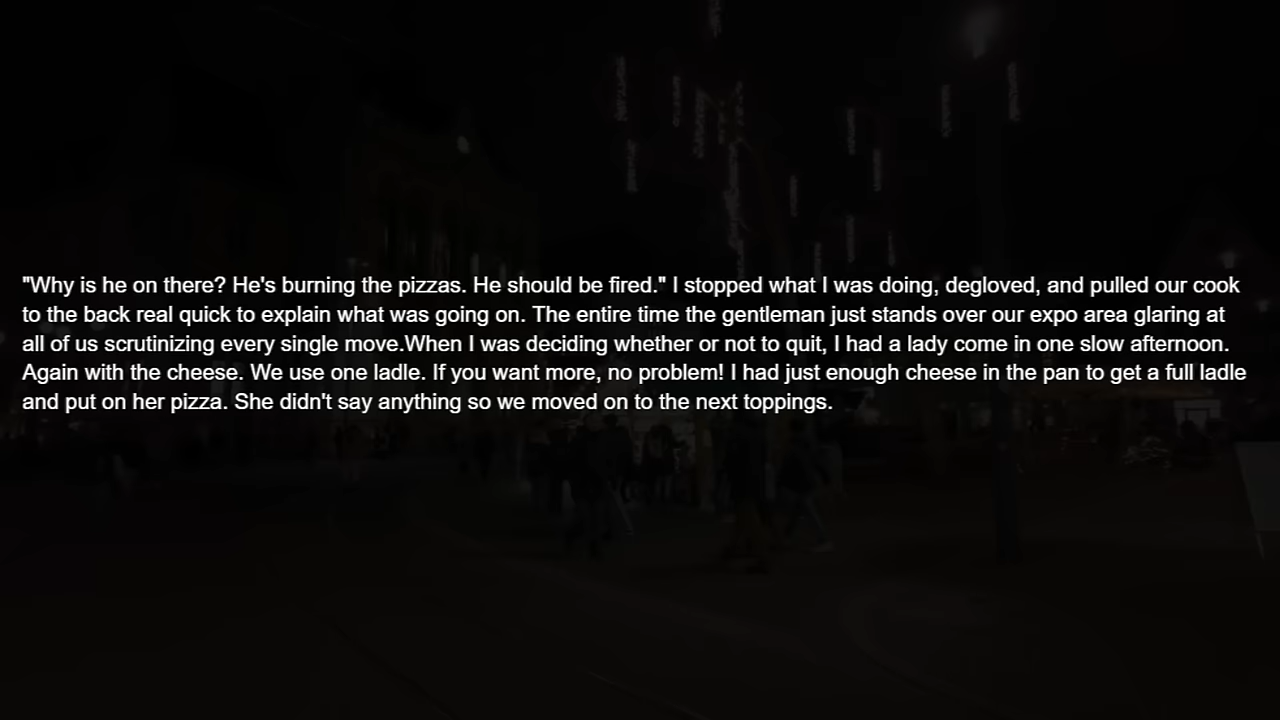 "Why is he on there? He's burning the pizzas. He should be fired." I stopped what I was doing, degloved, and pulled our cook
to the back real quick to explain what was going on. The entire time the gentleman just stands over our expo area glaring at
all of us scrutinizing every single move.When I was deciding whether or not to quit, I had a lady come in one slow afternoon.
Again with the cheese. We use one ladle. If you want more, no problem! I had just enough cheese in the pan to get a full ladle
and put on her pizza. She didn't say anything so we moved on to the next toppings.